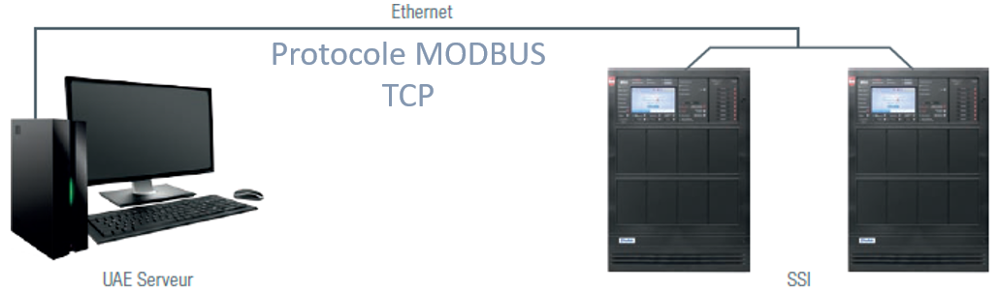 Ethernet
Protocole MODBUS
TCP
UAE Serveur
SSI